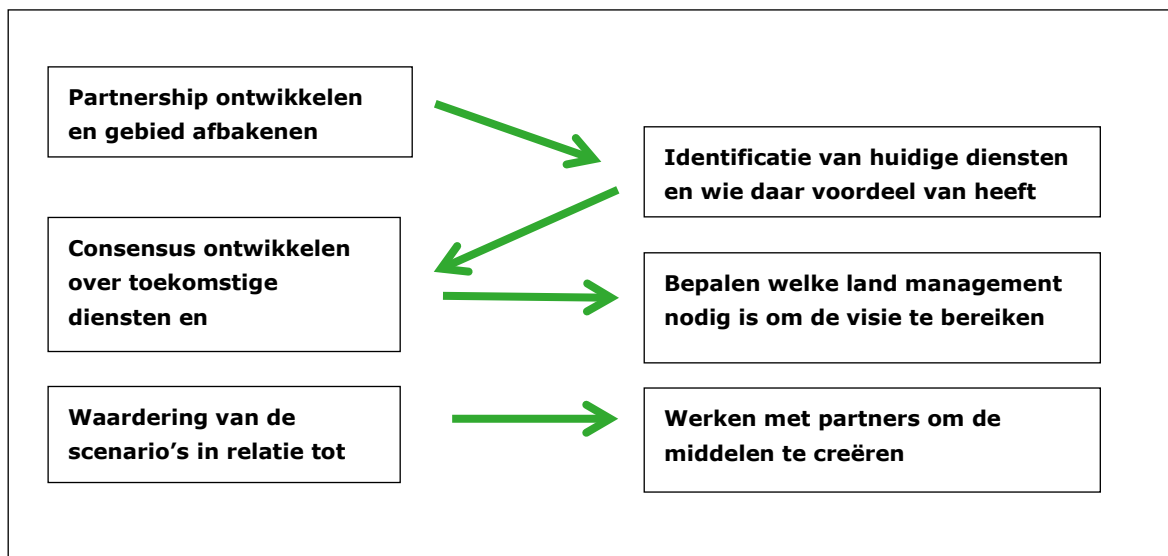 Partnership ontwikkelen
en gebied afbakenen
Identificatie van huidige diensten
en wie daar voordeel van heeft
Consensus ontwikkelen
over toekomstige
diensten en
Bepalen welke land management
nodig is om de visie te bereiken
Waardering van de
scenario's in relatie tot
Werken met partners om de
middelen te creëren